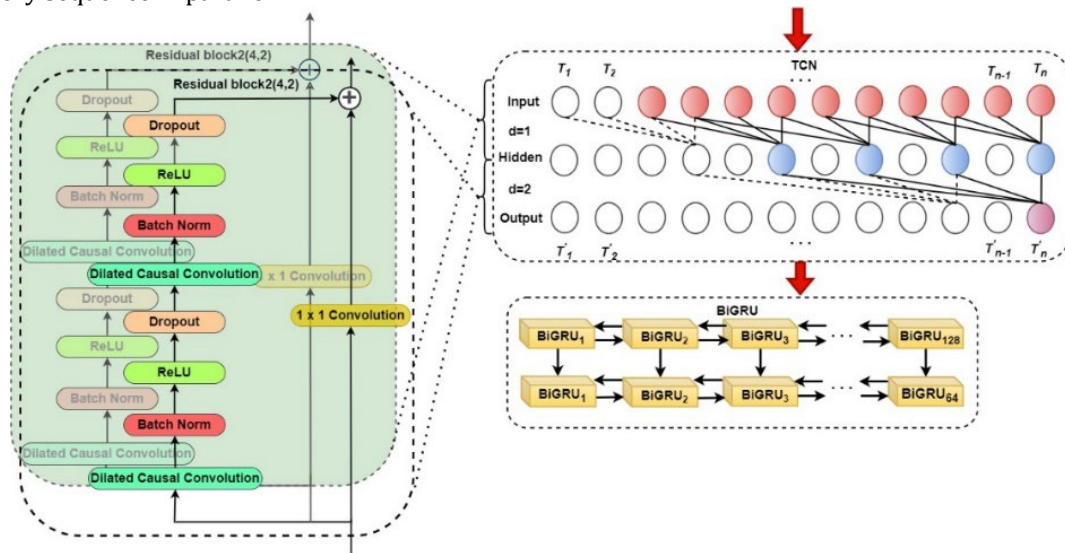 Residual block2(4,2)
Residual block2(4,2)
Dropout
Dropout
ReLU
ReLU
Batch Norm
Batch Norm
Dilated Causal Convolution
Dilated Causal Convolution
x 1 Convolution
Dropout
1 x 1 Convolution
Dropout
ReLU
ReLU
Batch Norm
Batch Norm
Dilated Causal Convolution
Dilated Causal Convolution
TCN
T1 T2 ... Tn-1 Tn
Input
d=1
Hidden
d=2
Output
T'1 T'2 ... T'n-1 T'n
BiGRU
BiGRU1 BiGRU2 BiGRU3 ... BiGRU128
BiGRU1 BiGRU2 BiGRU3 ... BiGRU64